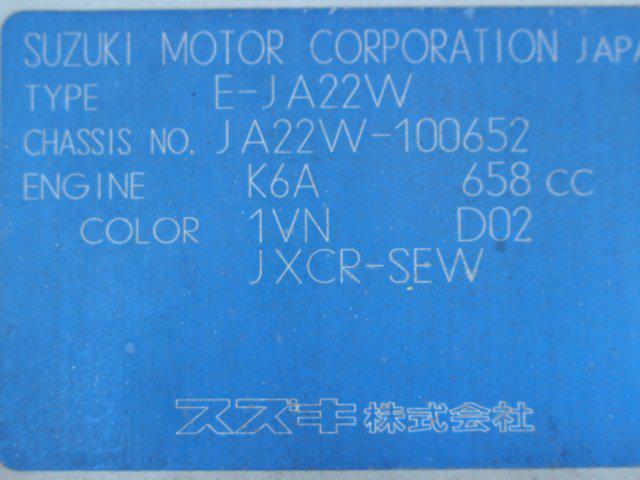 SUZUKI MOTOR CORPORATION JAPA
TYPE E-JA22W
CHASSIS NO. JA22W-100652
ENGINE K6A 658 CC
COLOR 1VN D02
JXCR-SEW
スズキ株式会社